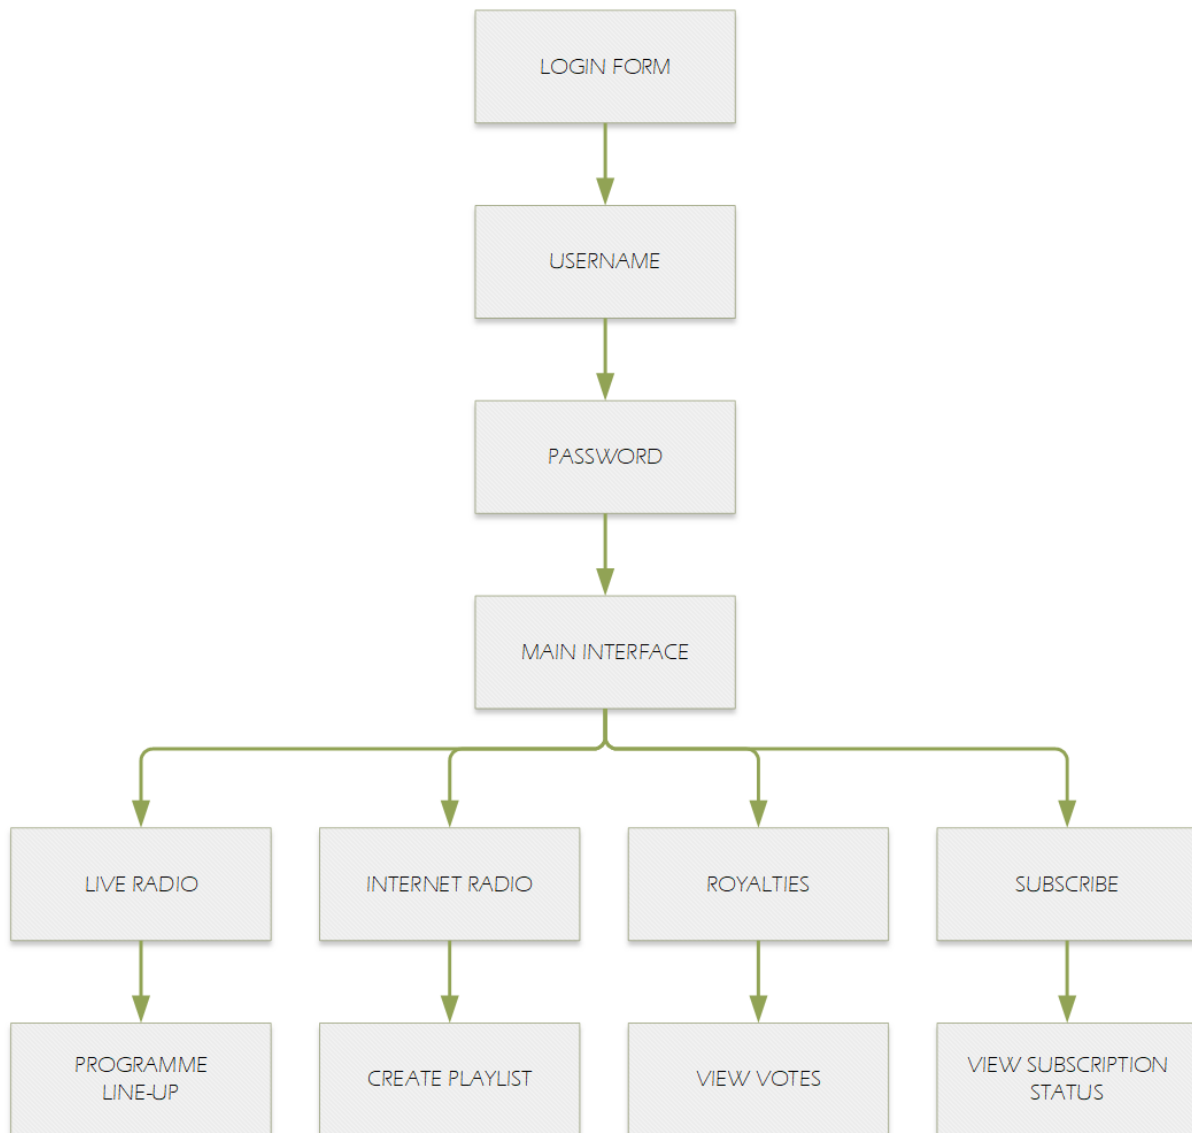 LOGIN FORM
USERNAME
PASSWORD
MAIN INTERFACE
LIVE RADIO
INTERNET RADIO
ROYALTIES
SUBSCRIBE
PROGRAMME
LINE-UP
CREATE PLAYLIST
VIEW VOTES
VIEW SUBSCRIPTION
STATUS